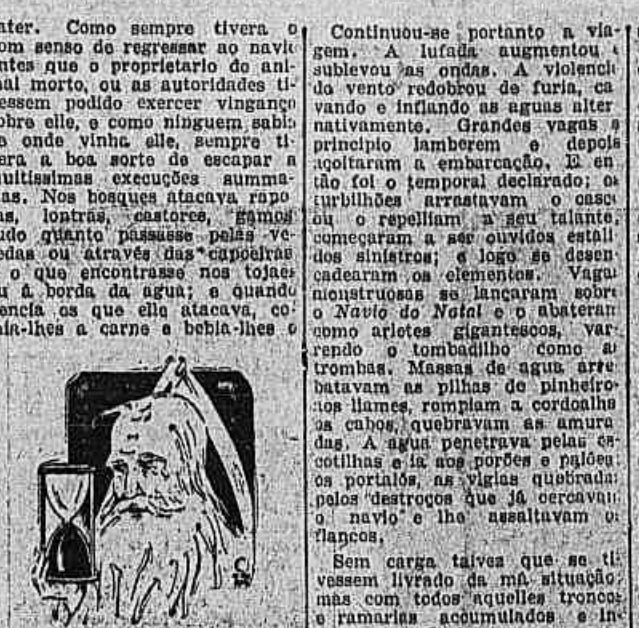 ater. Como sempre tivera o
om senso de regressar ao navio
ntes que o proprietario do ani-
nal morto, ou as autoridades ti-
essem podido exercer vingança
obre elle, e como ninguem sabia
e onde vinha elle, sempre ti-
era a boa sorte de escapar a
uitissimas execuções summa-
as. Nos bosques atacava rapo
as, lontras, castores, gamos
udo quanto passasse pelas ve-
edas ou através das capoeiras
e o que encontrasse nos tojaes
u á borda da agua; e quando
encia os que elle atacava, co-
nia-lhes a carne e bebia-lhes o
Continuou-se portanto a via-
gem. A lufada augmentou e
sublevou as ondas. A violencia
do vento redobrou de furia, ca
vando e inflando as aguas alter
nativamente. Grandes vagas a
principio lamberem e depois
açoitaram a embarcação. E en
tão foi o temporal declarado; os
turbilhões arrastavam o casco
ou o repelliam a seu talante,
começaram a ser ouvidos estali
dos sinistros; e logo se desen
cadearam os elementos. Vagas
monstruosas se lançaram sobre
o Navio do Natal e o abateram
como arietes gigantescos, var
rendo o tombadilho como as
trombas. Massas de agua arre
batavam as pilhas de pinheiro
aos liames, rompiam a cordoalha
os cabos, quebravam as amura
das. A agua penetrava pelas es-
cotilhas e ia aos porões e paióes;
os portalós, as vigias quebradas
pelos destroços que já cercavam
o navio e lhe assaltavam os
flancos.
Sem carga talvez que se ti
vessem livrado da má situação;
mas com todos aquelles troncos
e ramarias accumulados e in-